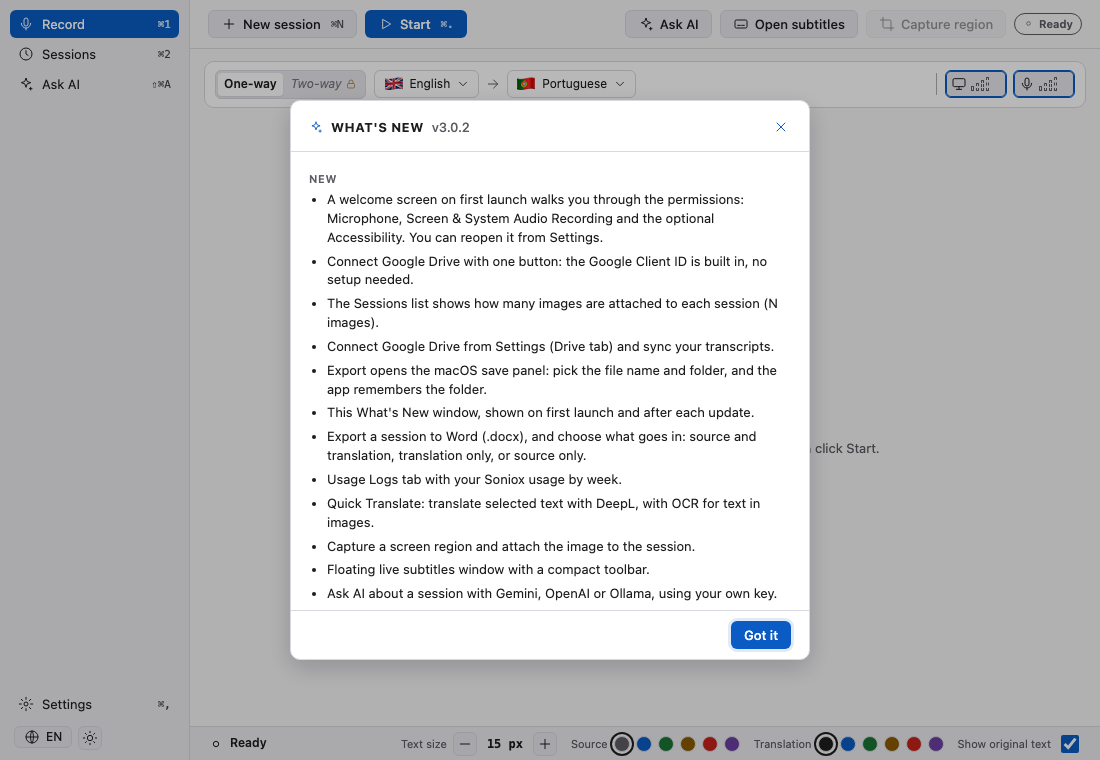 Record ⌘1
New session ⌘N
Start ⌘.
Ask AI
Open subtitles
Capture region
Ready
Sessions ⌘2
Ask AI ⇧⌘A
One-way
Two-way
English
→
Portuguese
WHAT'S NEW v3.0.2
NEW
• A welcome screen on first launch walks you through the permissions:
Microphone, Screen & System Audio Recording and the optional
Accessibility. You can reopen it from Settings.
• Connect Google Drive with one button: the Google Client ID is built in, no
setup needed.
• The Sessions list shows how many images are attached to each session (N
images).
• Connect Google Drive from Settings (Drive tab) and sync your transcripts.
• Export opens the macOS save panel: pick the file name and folder, and the
app remembers the folder.
• This What's New window, shown on first launch and after each update.
• Export a session to Word (.docx), and choose what goes in: source and
translation, translation only, or source only.
click Start.
• Usage Logs tab with your Soniox usage by week.
• Quick Translate: translate selected text with DeepL, with OCR for text in
images.
• Capture a screen region and attach the image to the session.
• Floating live subtitles window with a compact toolbar.
• Ask AI about a session with Gemini, OpenAI or Ollama, using your own key.
Got it
Settings ⌘,
EN
Ready
Text size
15 px
Source
Translation
Show original text